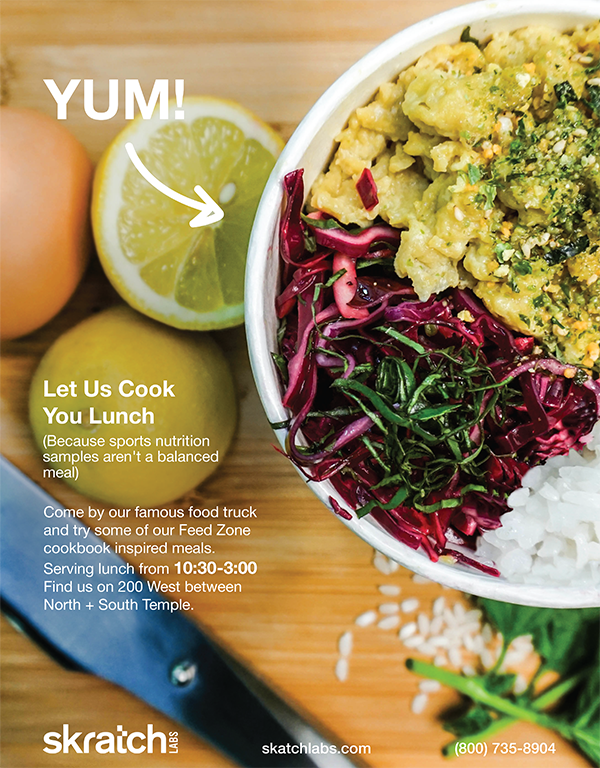 YUM!
Let Us Cook
You Lunch
(Because sports nutrition
samples aren't a balanced
meal)
Come by our famous food truck
and try some of our Feed Zone
cookbook inspired meals.
Serving lunch from 10:30-3:00
Find us on 200 West between
North + South Temple.
skratch LABS
skatchlabs.com
(800) 735-8904